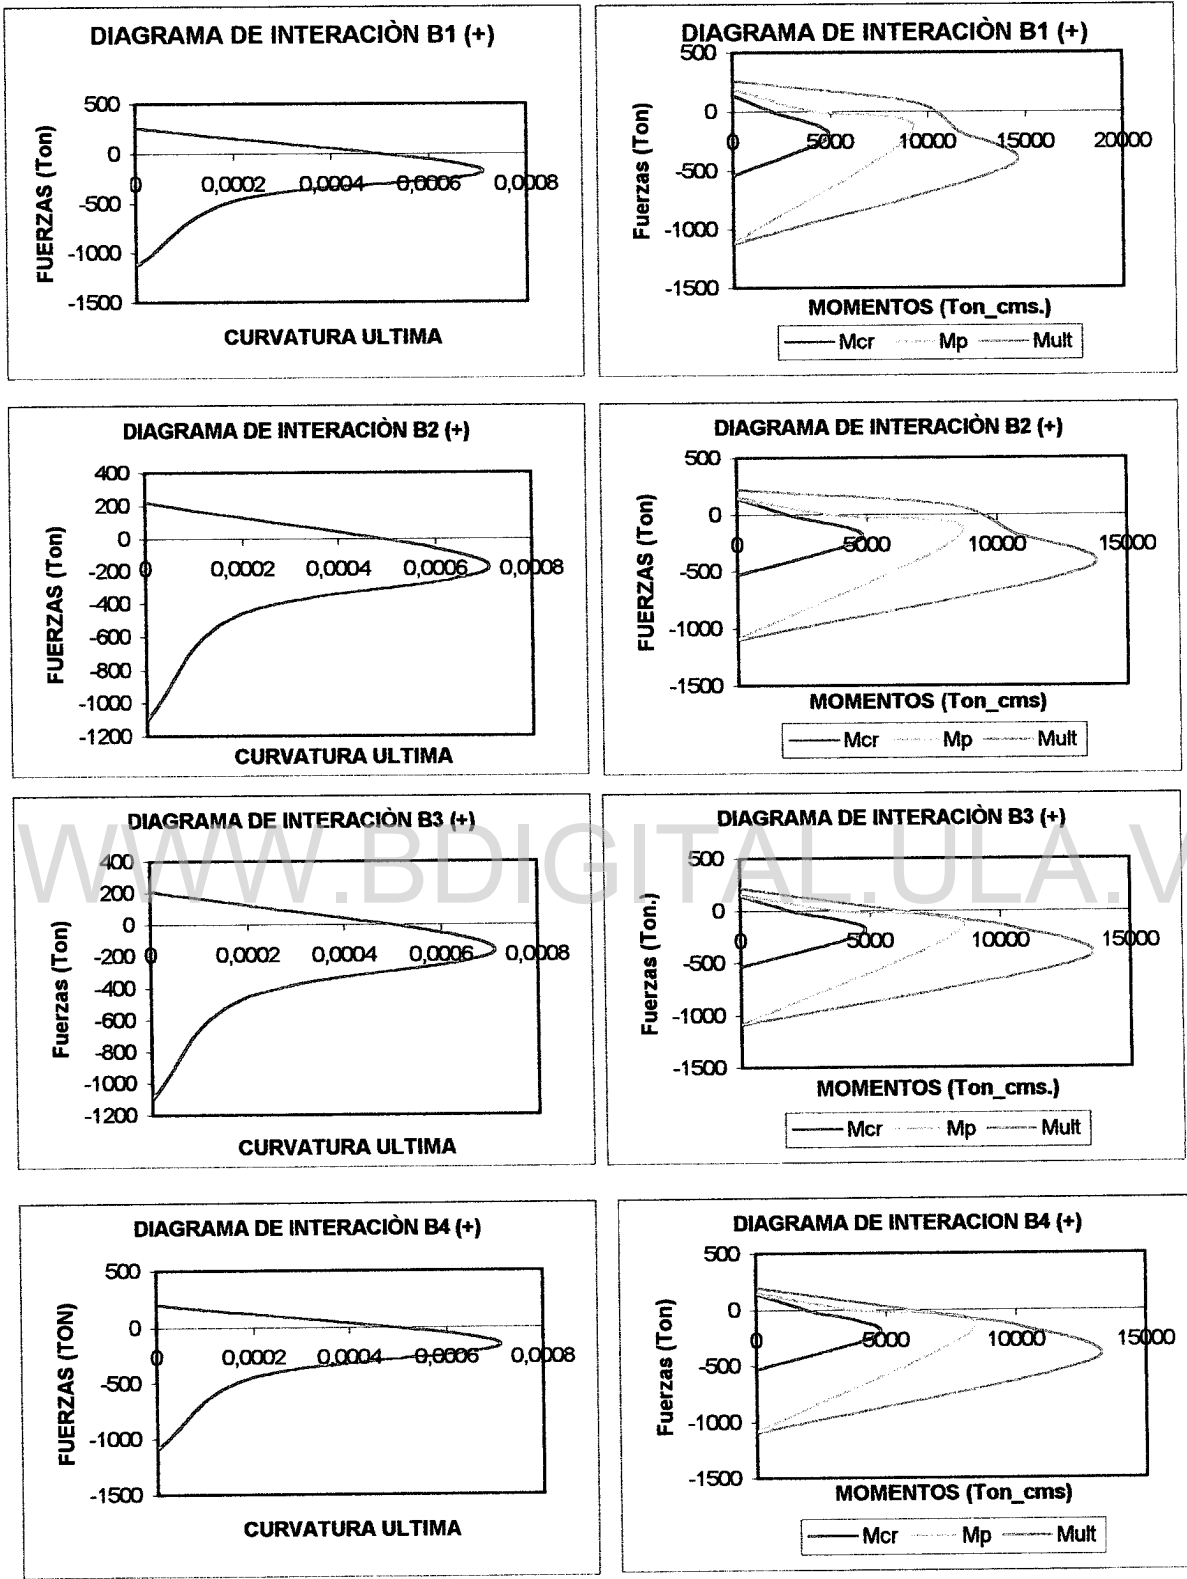 DIAGRAMA DE INTERACIÒN B1 (+)
500
0
-500
-1000
-1500
0
0,0002
0,0004
0,0006
0,0008
FUERZAS (Ton)
CURVATURA ULTIMA
DIAGRAMA DE INTERACIÒN B1 (+)
500
0
-500
-1000
-1500
0
5000
10000
15000
20000
Fuerzas (Ton)
MOMENTOS (Ton_cms.)
Mcr Mp Mult
DIAGRAMA DE INTERACIÒN B2 (+)
400
200
0
-200
-400
-600
-800
-1000
-1200
0
0,0002
0,0004
0,0006
0,0008
FUERZAS (Ton)
CURVATURA ULTIMA
DIAGRAMA DE INTERACIÒN B2 (+)
500
0
-500
-1000
-1500
0
5000
10000
15000
FUERZAS (Ton)
MOMENTOS (Ton_cms)
Mcr Mp Mult
WWW.BDIGITAL.ULA.V
DIAGRAMA DE INTERACIÒN B3 (+)
400
200
0
-200
-400
-600
-800
-1000
-1200
0
0,0002
0,0004
0,0006
0,0008
Fuerzas (Ton)
CURVATURA ULTIMA
DIAGRAMA DE INTERACIÒN B3 (+)
500
0
-500
-1000
-1500
0
5000
10000
15000
Fuerzas (Ton.)
MOMENTOS (Ton_cms.)
Mcr Mp Mult
DIAGRAMA DE INTERACIÒN B4 (+)
500
0
-500
-1000
-1500
0
0,0002
0,0004
0,0006
0,0008
FUERZAS (TON)
CURVATURA ULTIMA
DIAGRAMA DE INTERACION B4 (+)
500
0
-500
-1000
-1500
0
5000
10000
15000
Fuerzas (Ton)
MOMENTOS (Ton_cms)
Mcr Mp Mult